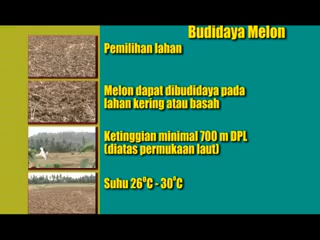 Budidaya Melon
Pemilihan lahan
Melon dapat dibudidaya pada
lahan kering atau basah
Ketinggian minimal 700 m DPL
(diatas permukaan laut)
Suhu 26°C - 30°C